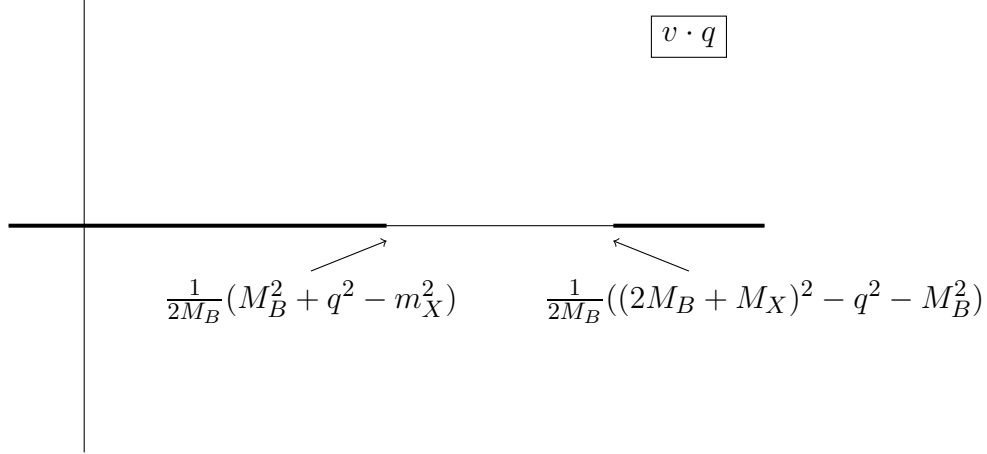 v · q
\frac{1}{2M_B}(M_B^2 + q^2 − m_X^2)
\frac{1}{2M_B}((2M_B + M_X)^2 − q^2 − M_B^2)